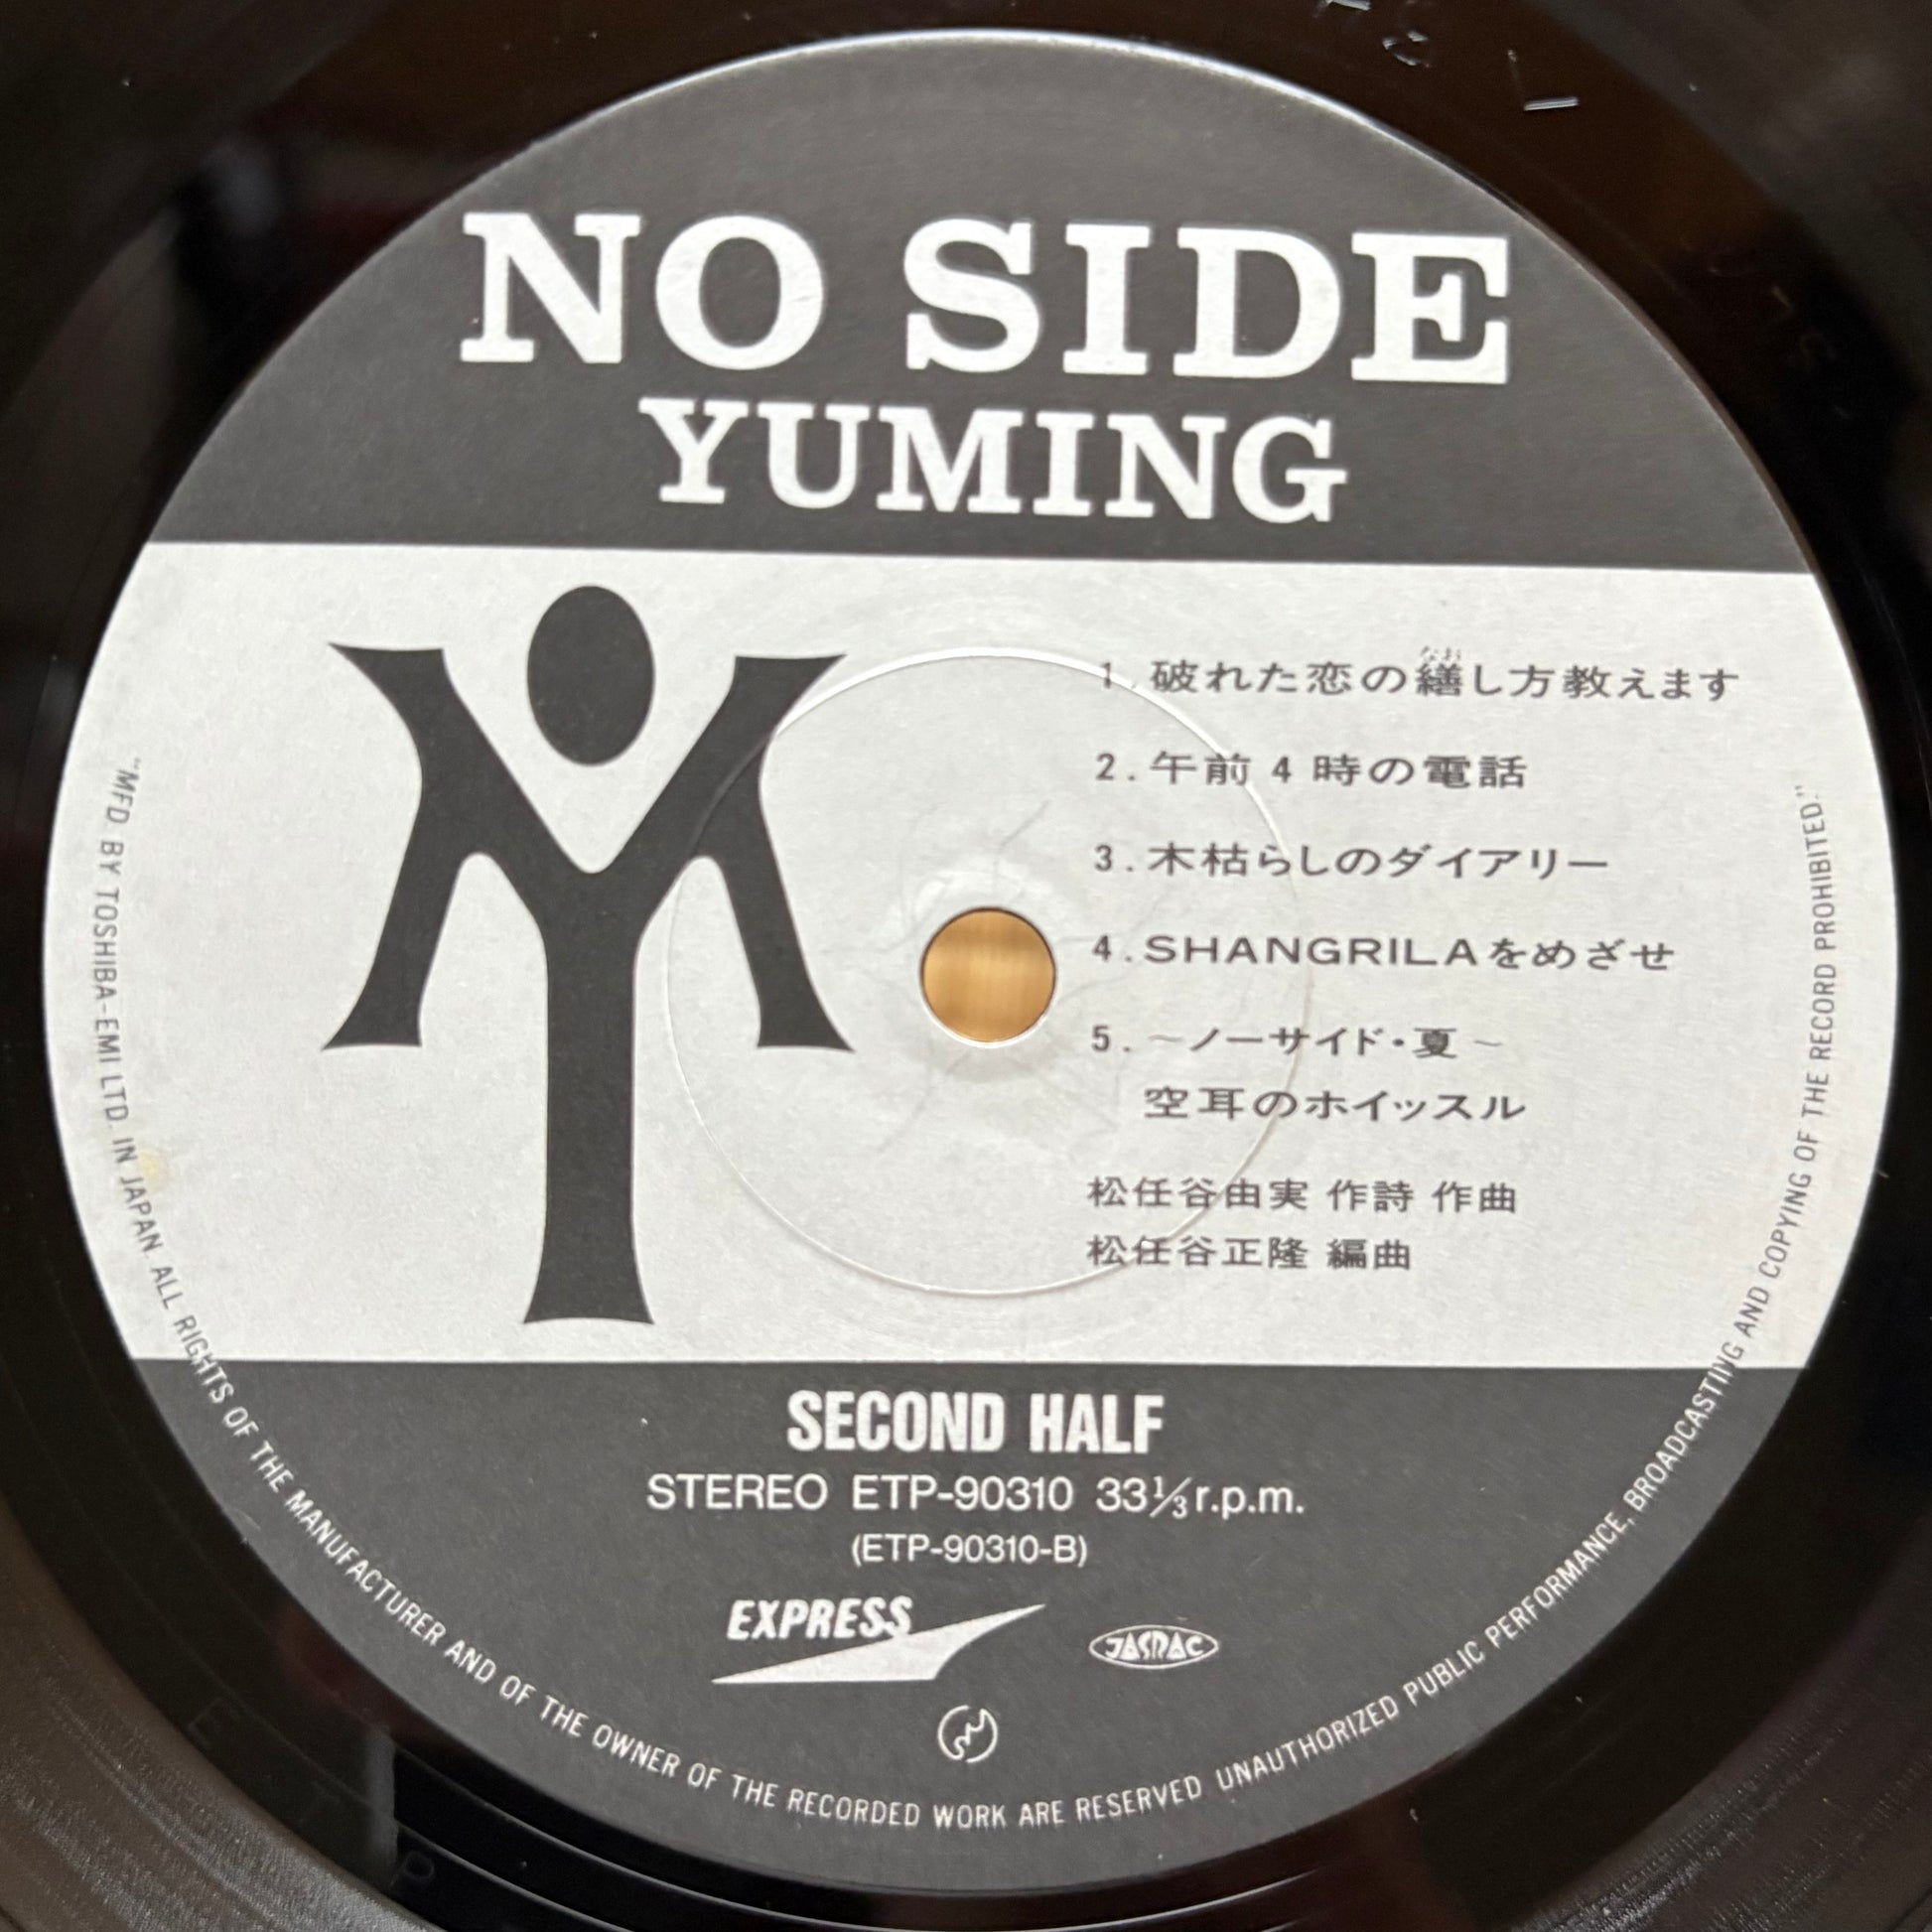 NO SIDE
YUMING
1. 破れた恋の繕し方教えます
なお
2. 午前 4 時の電話
3. 木枯らしのダイアリー
4. SHANGRILAをめざせ
5. ~ノーサイド・夏~
空耳のホイッスル
松任谷由実 作詩 作曲
松任谷正隆 編曲
SECOND HALF
STEREO ETP-90310 33⅓r.p.m.
(ETP-90310-B)
EXPRESS
JASRAC
"MFD. BY TOSHIBA-EMI LTD. IN JAPAN. ALL RIGHTS OF THE MANUFACTURER AND OF THE OWNER OF THE RECORDED WORK ARE RESERVED UNAUTHORIZED PUBLIC PERFORMANCE, BROADCASTING AND COPYING OF THE RECORD PROHIBITED."